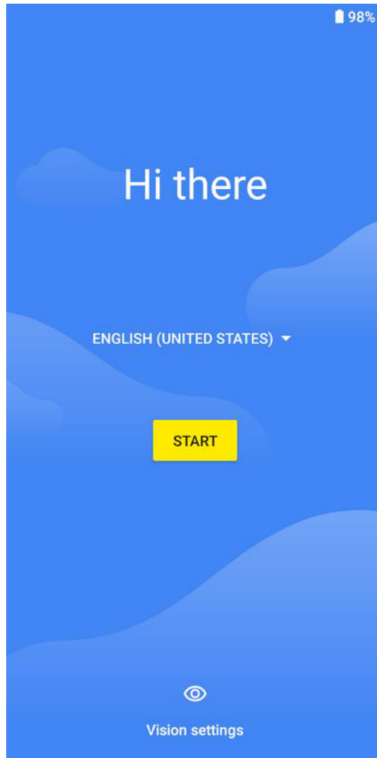 98%
Hi there
ENGLISH (UNITED STATES)
START
Vision settings